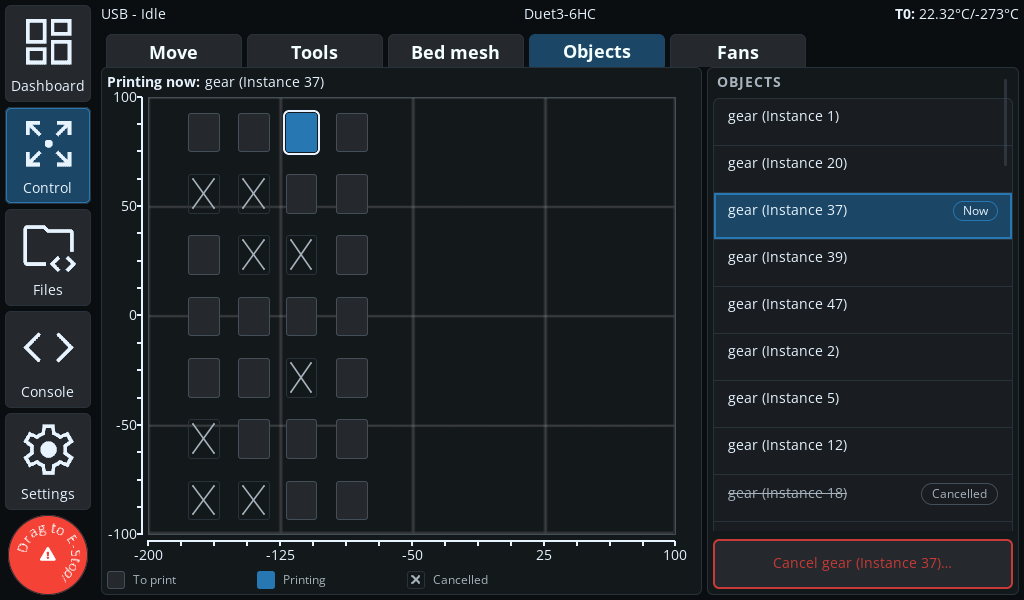 USB - Idle
Duet3-6HC
T0: 22.32°C/-273°C
Dashboard
Control
Files
Console
Settings
Drag to E-Stop!
Move
Tools
Bed mesh
Objects
Fans
Printing now: gear (Instance 37)
100
50
0
-50
-100
-200
-125
-50
25
100
To print
Printing
Cancelled
OBJECTS
gear (Instance 1)
gear (Instance 20)
gear (Instance 37)
Now
gear (Instance 39)
gear (Instance 47)
gear (Instance 2)
gear (Instance 5)
gear (Instance 12)
gear (Instance 18)
Cancelled
Cancel gear (Instance 37)...